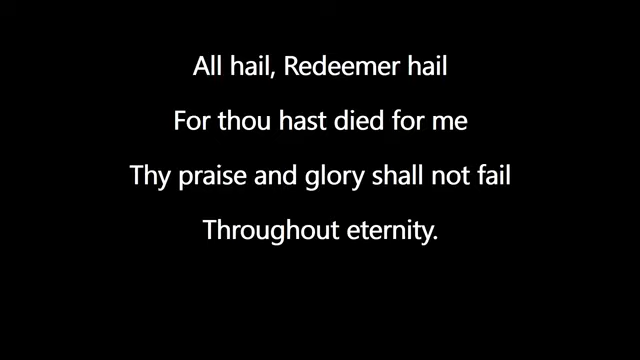 All hail, Redeemer hail
For thou hast died for me
Thy praise and glory shall not fail
Throughout eternity.